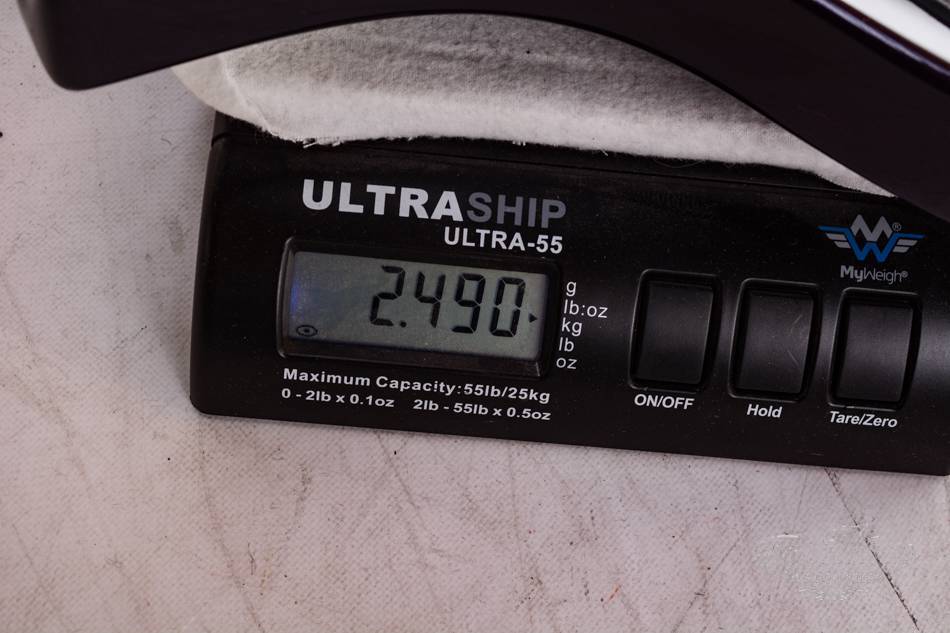 ULTRASHIP
ULTRA-55
2.490
g
lb:oz
kg
lb
oz
MyWeigh®
Maximum Capacity:55lb/25kg
0 - 2lb x 0.1oz 2lb - 55lb x 0.5oz
ON/OFF
Hold
Tare/Zero